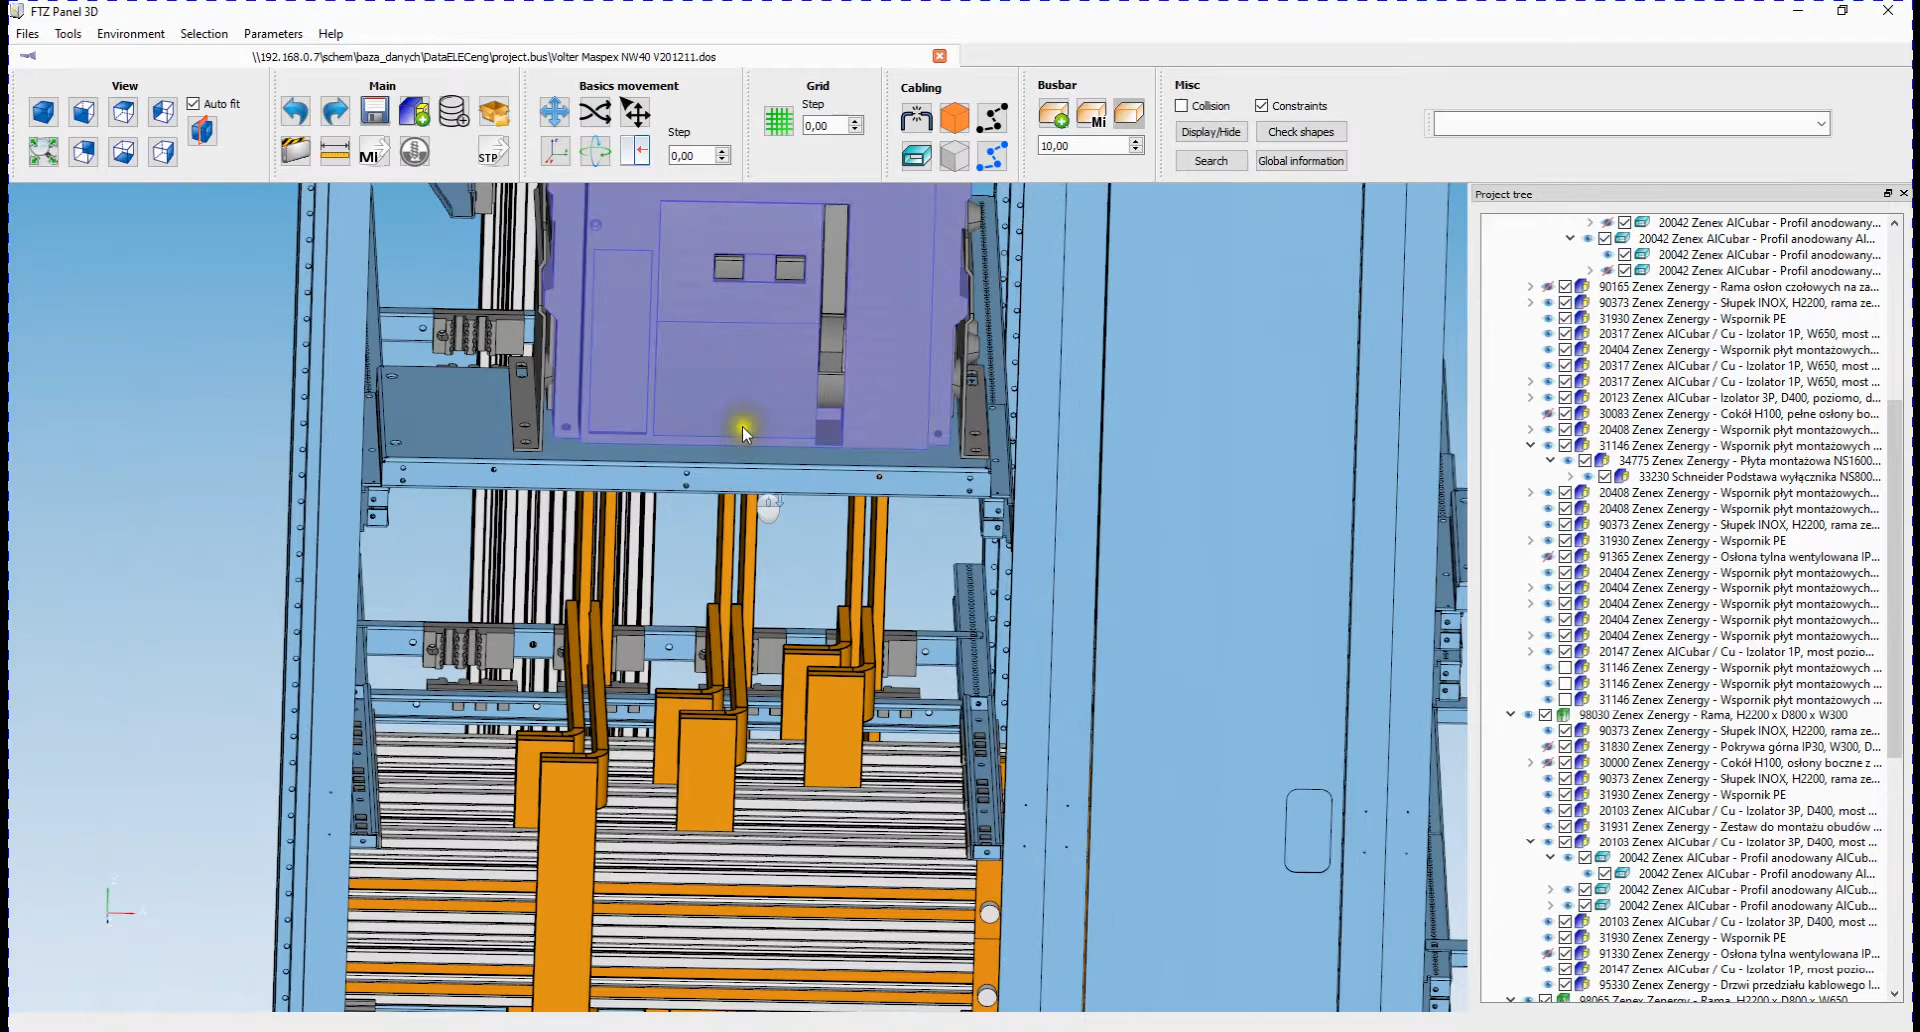 FTZ Panel 3D
Files Tools Environment Selection Parameters Help
\\192.168.0.7\schem\baza_danych\DataELECeng\project.bus\Volter Maspex NW40 V201211.dos
View
Auto fit
Main
Mi
STP
Basics movement
Step
0,00
Grid
Step
0,00
Cabling
Busbar
Mi
10,00
Misc
Collision
Constraints
Display/Hide
Check shapes
Search
Global information
Project tree
20042 Zenex AlCubar - Profil anodowany...
20042 Zenex AlCubar - Profil anodowany Al...
20042 Zenex AlCubar - Profil anodowany...
20042 Zenex AlCubar - Profil anodowany...
90165 Zenex Zenergy - Rama osłon czołowych na za...
90373 Zenex Zenergy - Słupek INOX, H2200, rama ze...
31930 Zenex Zenergy - Wspornik PE
20317 Zenex AlCubar / Cu - Izolator 1P, W650, most ...
20404 Zenex Zenergy - Wspornik płyt montażowych...
20317 Zenex AlCubar / Cu - Izolator 1P, W650, most ...
20317 Zenex AlCubar / Cu - Izolator 1P, W650, most ...
20123 Zenex AlCubar - Izolator 3P, D400, poziomo, d...
30083 Zenex Zenergy - Cokół H100, pełne osłony bo...
20408 Zenex Zenergy - Wspornik płyt montażowych...
31146 Zenex Zenergy - Wspornik płyt montażowych ...
34775 Zenex Zenergy - Płyta montażowa NS1600...
33230 Schneider Podstawa wyłącznika NS800...
20408 Zenex Zenergy - Wspornik płyt montażowych...
20408 Zenex Zenergy - Wspornik płyt montażowych...
90373 Zenex Zenergy - Słupek INOX, H2200, rama ze...
31930 Zenex Zenergy - Wspornik PE
91365 Zenex Zenergy - Osłona tylna wentylowana IP...
20404 Zenex Zenergy - Wspornik płyt montażowych...
20404 Zenex Zenergy - Wspornik płyt montażowych...
20404 Zenex Zenergy - Wspornik płyt montażowych...
20404 Zenex Zenergy - Wspornik płyt montażowych...
20404 Zenex Zenergy - Wspornik płyt montażowych...
20147 Zenex AlCubar / Cu - Izolator 1P, most pozio...
31146 Zenex Zenergy - Wspornik płyt montażowych ...
31146 Zenex Zenergy - Wspornik płyt montażowych ...
31146 Zenex Zenergy - Wspornik płyt montażowych ...
98030 Zenex Zenergy - Rama, H2200 x D800 x W300
90373 Zenex Zenergy - Słupek INOX, H2200, rama ze...
31830 Zenex Zenergy - Pokrywa górna IP30, W300, D...
30000 Zenex Zenergy - Cokół H100, osłony boczne z ...
90373 Zenex Zenergy - Słupek INOX, H2200, rama ze...
31930 Zenex Zenergy - Wspornik PE
20103 Zenex AlCubar / Cu - Izolator 3P, D400, most ...
31931 Zenex Zenergy - Zestaw do montażu obudów ...
20103 Zenex AlCubar / Cu - Izolator 3P, D400, most ...
20042 Zenex AlCubar - Profil anodowany AlCub...
20042 Zenex AlCubar - Profil anodowany Al...
20042 Zenex AlCubar - Profil anodowany AlCub...
20042 Zenex AlCubar - Profil anodowany AlCub...
20103 Zenex AlCubar / Cu - Izolator 3P, D400, most ...
31930 Zenex Zenergy - Wspornik PE
91330 Zenex Zenergy - Osłona tylna wentylowana IP...
20147 Zenex AlCubar / Cu - Izolator 1P, most pozio...
95330 Zenex Zenergy - Drzwi przedziału kablowego l...
98065 Zenex Zenergy - Rama, H2200 x D800 x W650